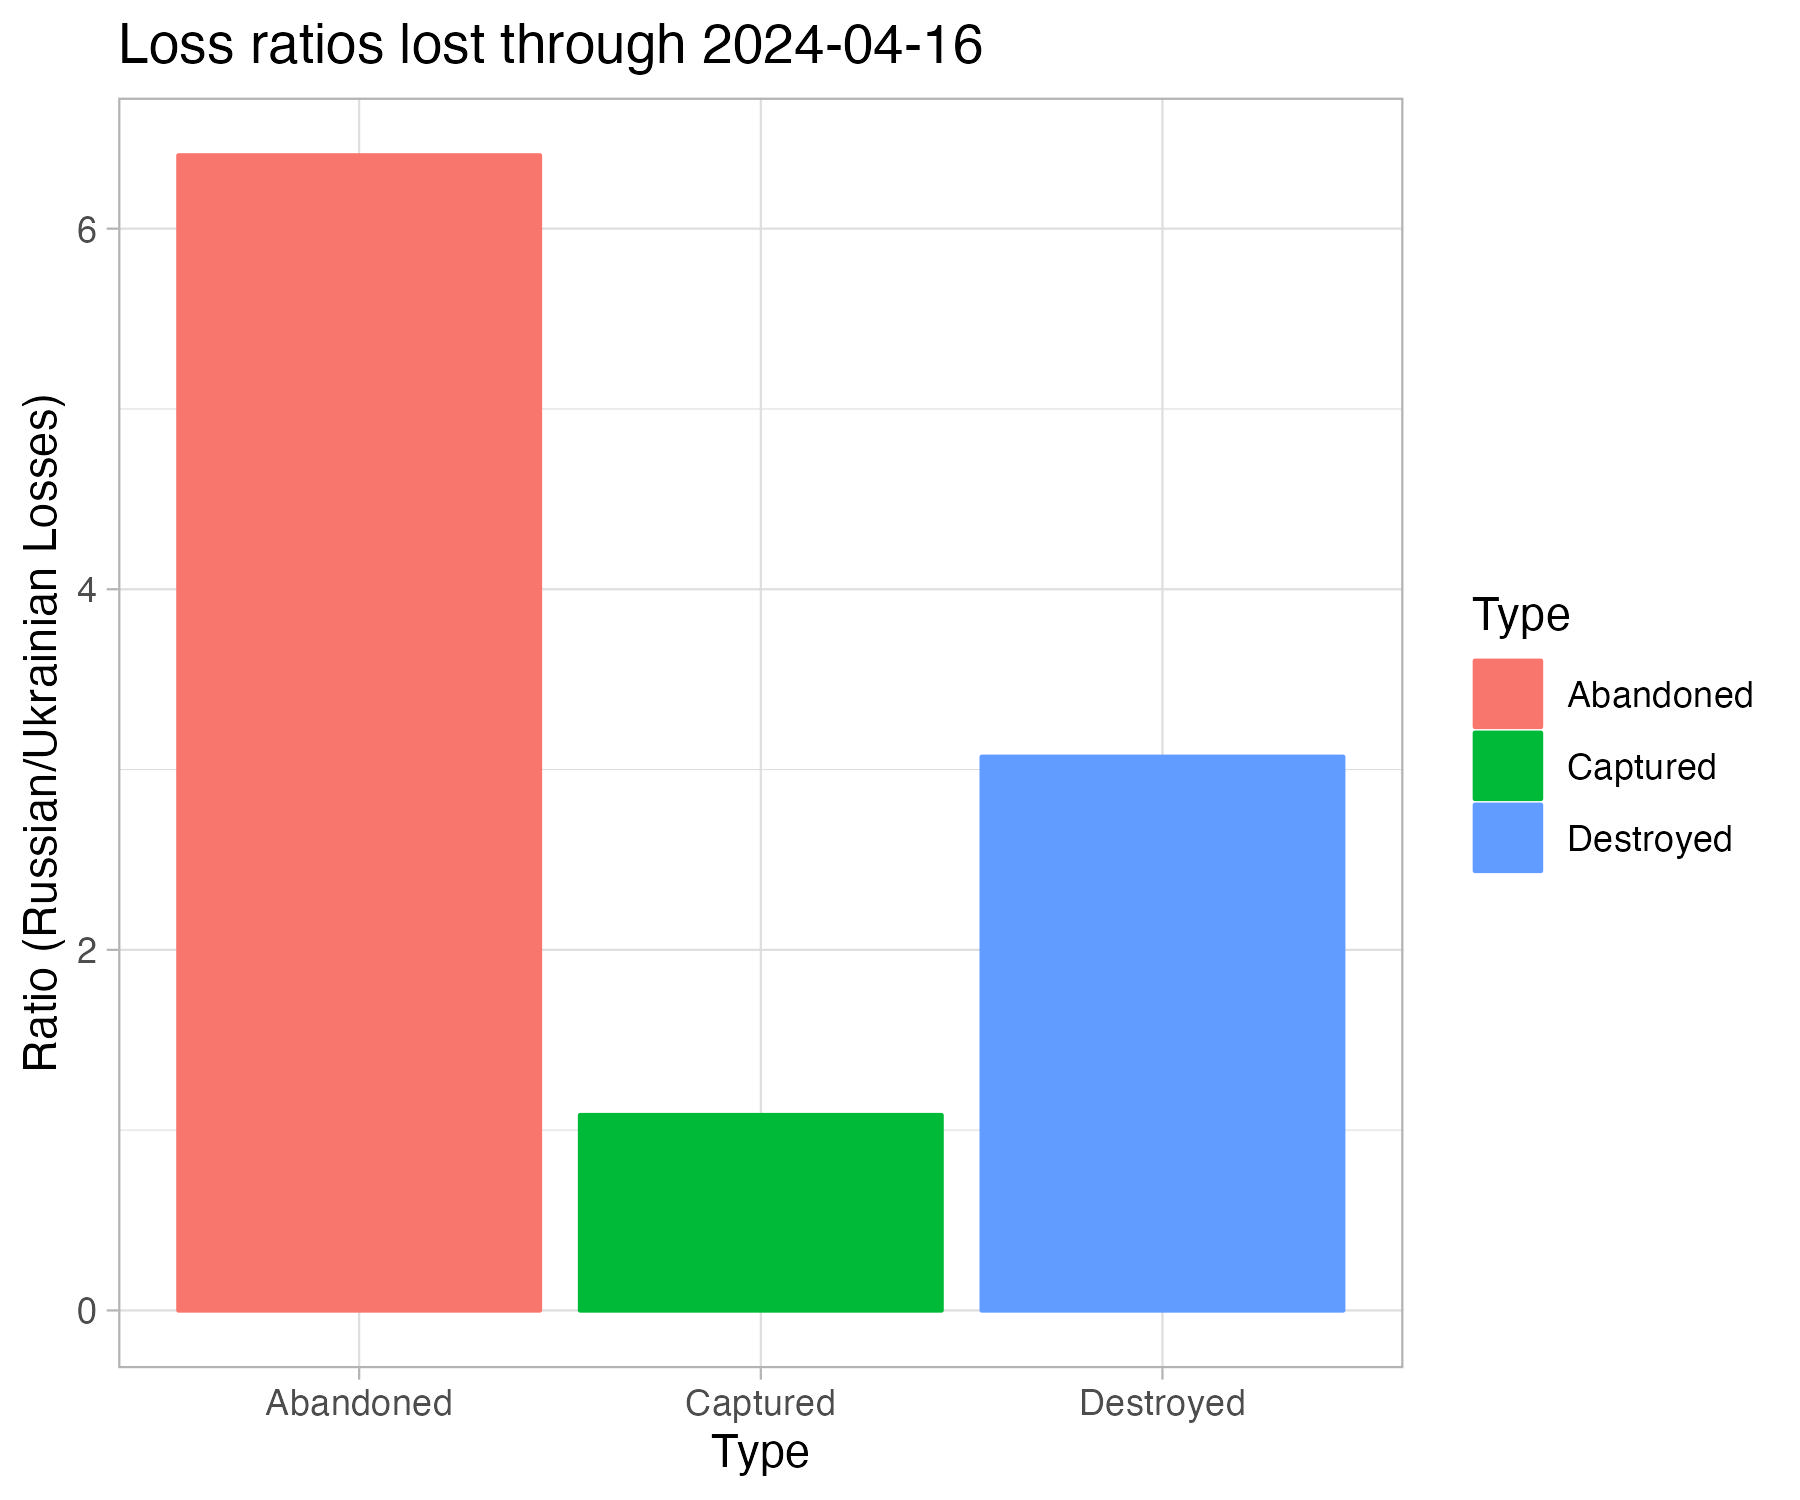 Loss ratios lost through 2024-04-16
Ratio (Russian/Ukrainian Losses)
6
4
2
0
Abandoned
Captured
Destroyed
Type
Type
Abandoned
Captured
Destroyed